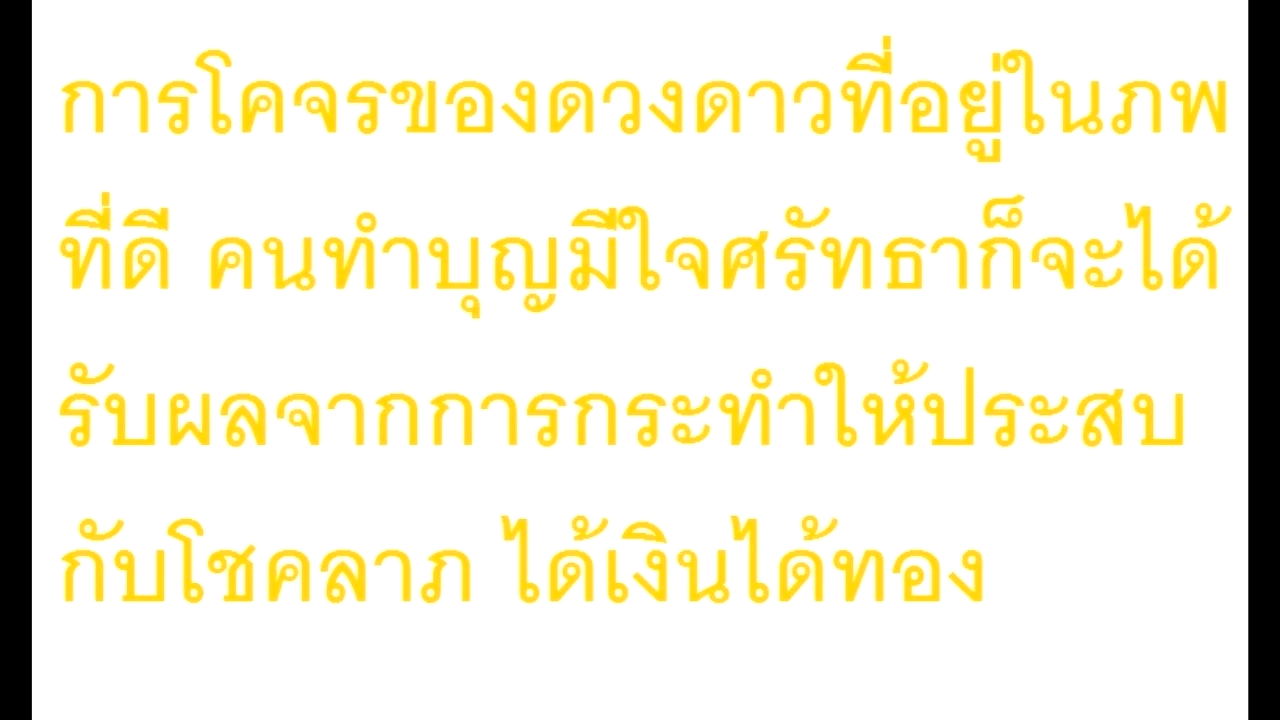 การโคจรของดวงดาวที่อยู่ในภพ
ที่ดี คนทำบุญมีใจศรัทธาก็จะได้
รับผลจากการกระทำให้ประสบ
กับโชคลาภ ได้เงินได้ทอง